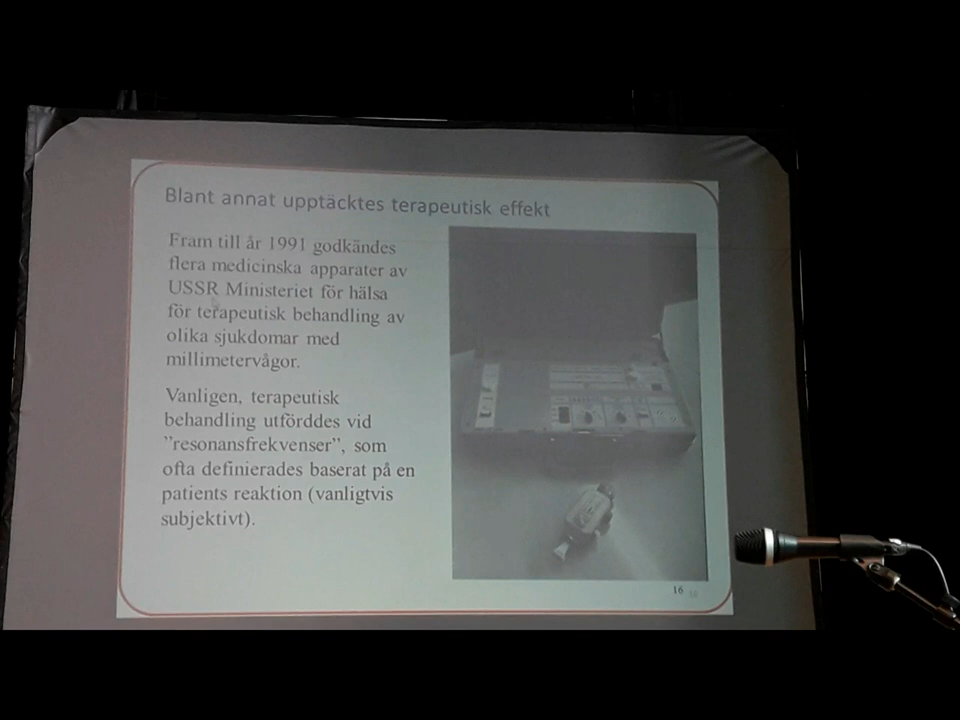 Blant annat upptäcktes terapeutisk effekt
Fram till år 1991 godkändes
flera medicinska apparater av
USSR Ministeriet för hälsa
för terapeutisk behandling av
olika sjukdomar med
millimetervågor.
Vanligen, terapeutisk
behandling utförddes vid
”resonansfrekvenser”, som
ofta definierades baserat på en
patients reaktion (vanligtvis
subjektivt).
16